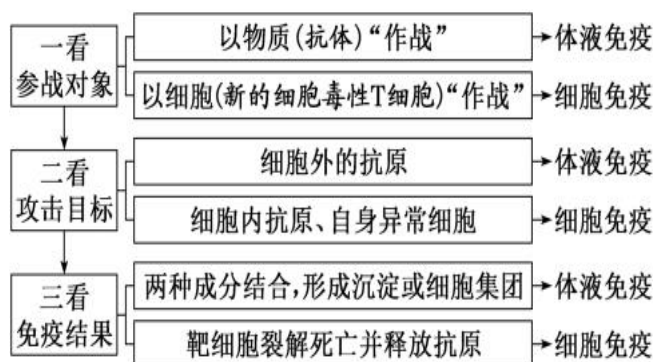 一看
参战对象
以物质(抗体)“作战”
体液免疫
以细胞(新的细胞毒性T细胞)“作战”
细胞免疫
二看
攻击目标
细胞外的抗原
体液免疫
细胞内抗原、自身异常细胞
细胞免疫
三看
免疫结果
两种成分结合,形成沉淀或细胞集团
体液免疫
靶细胞裂解死亡并释放抗原
细胞免疫